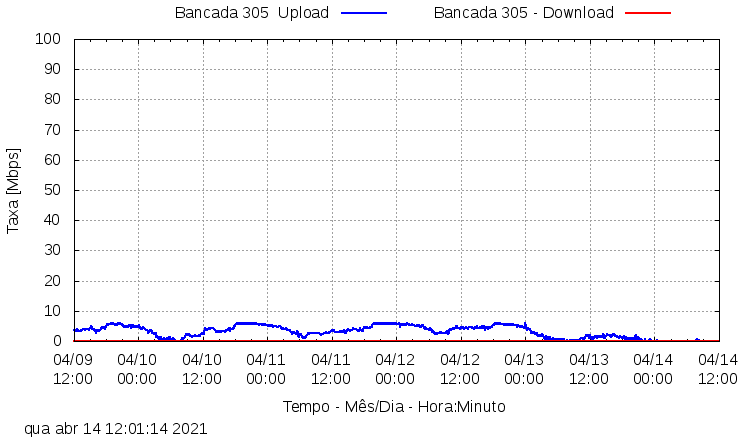 Bancada 305  Upload
Bancada 305 - Download
100
90
80
70
60
50
40
30
20
10
0
Taxa [Mbps]
04/09 04/10 04/10 04/11 04/11 04/12 04/12 04/13 04/13 04/14 04/14
12:00 00:00 12:00 00:00 12:00 00:00 12:00 00:00 12:00 00:00 12:00
Tempo - Mês/Dia - Hora:Minuto
qua abr 14 12:01:14 2021